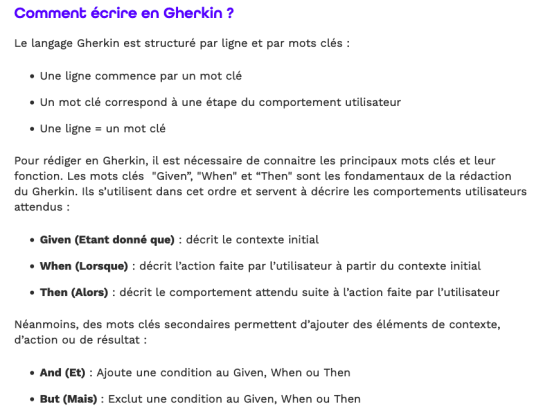 Comment écrire en Gherkin ?
Le langage Gherkin est structuré par ligne et par mots clés :
• Une ligne commence par un mot clé
• Un mot clé correspond à une étape du comportement utilisateur
• Une ligne = un mot clé
Pour rédiger en Gherkin, il est nécessaire de connaitre les principaux mots clés et leur
fonction. Les mots clés "Given”, "When" et “Then" sont les fondamentaux de la rédaction
du Gherkin. Ils s’utilisent dans cet ordre et servent à décrire les comportements utilisateurs
attendus :
• Given (Etant donné que) : décrit le contexte initial
• When (Lorsque) : décrit l’action faite par l’utilisateur à partir du contexte initial
• Then (Alors) : décrit le comportement attendu suite à l’action faite par l’utilisateur
Néanmoins, des mots clés secondaires permettent d’ajouter des éléments de contexte,
d’action ou de résultat :
• And (Et) : Ajoute une condition au Given, When ou Then
• But (Mais) : Exclut une condition au Given, When ou Then